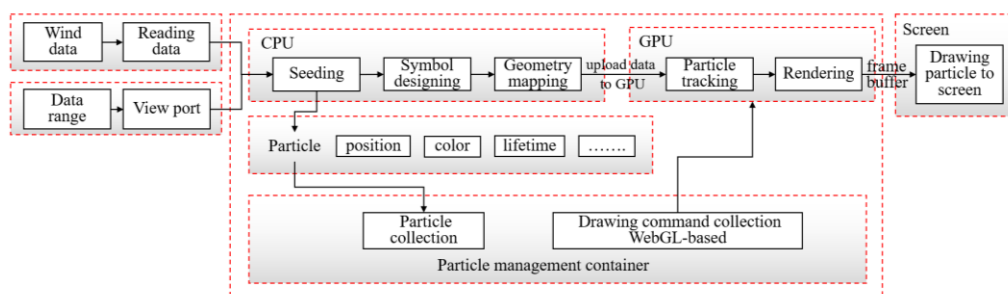 Wind
data
Reading
data
Data
range
View port
CPU
Seeding
Symbol
designing
Geometry
mapping
upload data
to GPU
GPU
Particle
tracking
Rendering
frame
buffer
Screen
Drawing
particle to
screen
Particle
position
color
lifetime
…….
Particle
collection
Drawing command collection
WebGL-based
Particle management container